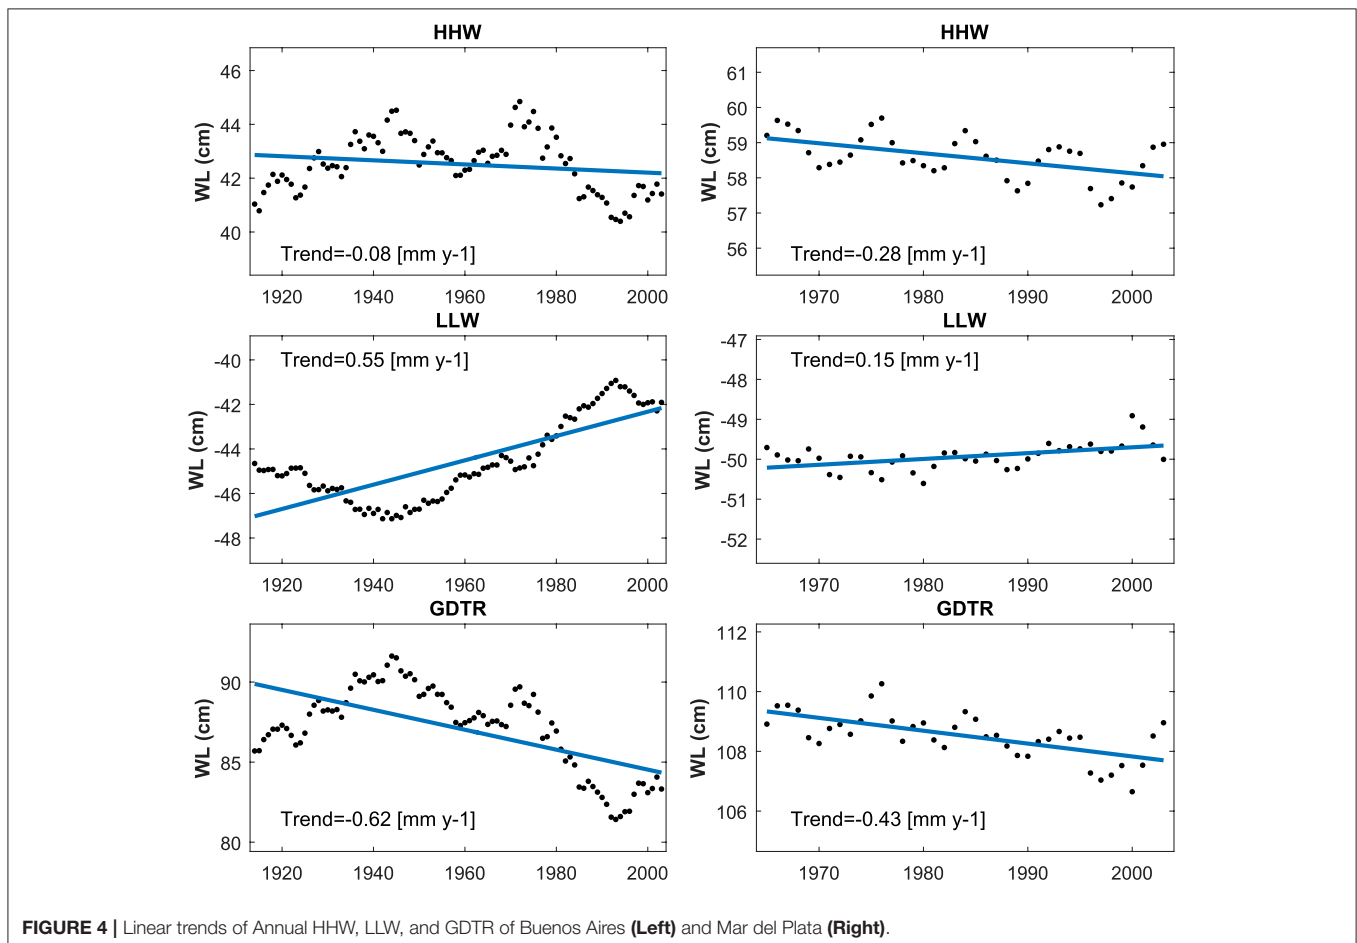 HHW
46
44
42
40
WL (cm)
Trend=-0.08 [mm y-1]
1920 1940 1960 1980 2000
HHW
61
60
59
58
57
56
WL (cm)
Trend=-0.28 [mm y-1]
1970 1980 1990 2000
LLW
-40
-42
-44
-46
-48
WL (cm)
Trend=0.55 [mm y-1]
1920 1940 1960 1980 2000
LLW
-47
-48
-49
-50
-51
-52
WL (cm)
Trend=0.15 [mm y-1]
1970 1980 1990 2000
GDTR
90
85
80
WL (cm)
Trend=-0.62 [mm y-1]
1920 1940 1960 1980 2000
GDTR
112
110
108
106
WL (cm)
Trend=-0.43 [mm y-1]
1970 1980 1990 2000
FIGURE 4 | Linear trends of Annual HHW, LLW, and GDTR of Buenos Aires (Left) and Mar del Plata (Right).